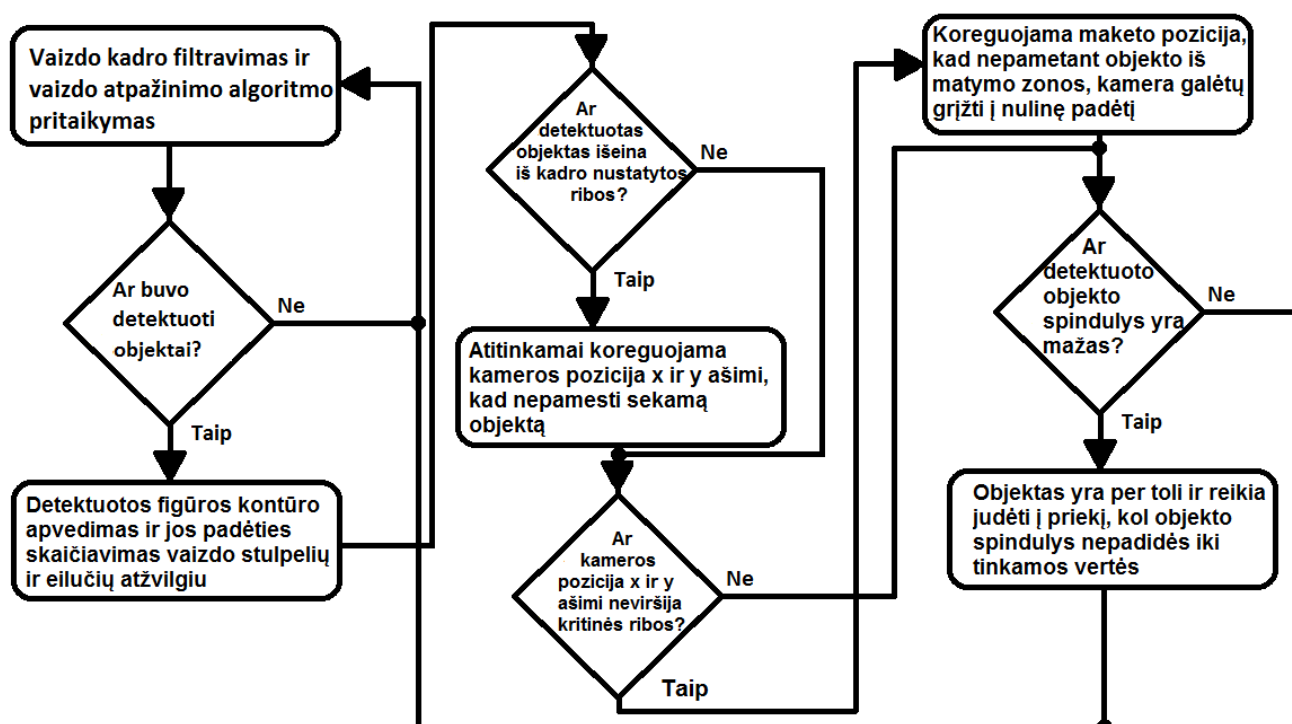 Vaizdo kadro filtravimas ir
vaizdo atpažinimo algoritmo
pritaikymas
Ar buvo
detektuoti
objektai?
Ne
Taip
Detektuotos figūros kontūro
apvedimas ir jos padėties
skaičiavimas vaizdo stulpelių
ir eilučių atžvilgiu
Ar
detektuotas
objektas išeina
iš kadro nustatytos
ribos?
Ne
Taip
Atitinkamai koreguojama
kameros pozicija x ir y ašimi,
kad nepamesti sekamą
objektą
Ar
kameros
pozicija x ir y
ašimi neviršija
kritinės ribos?
Ne
Taip
Koreguojama maketo pozicija,
kad nepametant objekto iš
matymo zonos, kamera galėtų
grįžti į nulinę padėtį
Ar
detektuoto
objekto
spindulys yra
mažas?
Ne
Taip
Objektas yra per toli ir reikia
judėti į priekį, kol objekto
spindulys nepadidės iki
tinkamos vertės